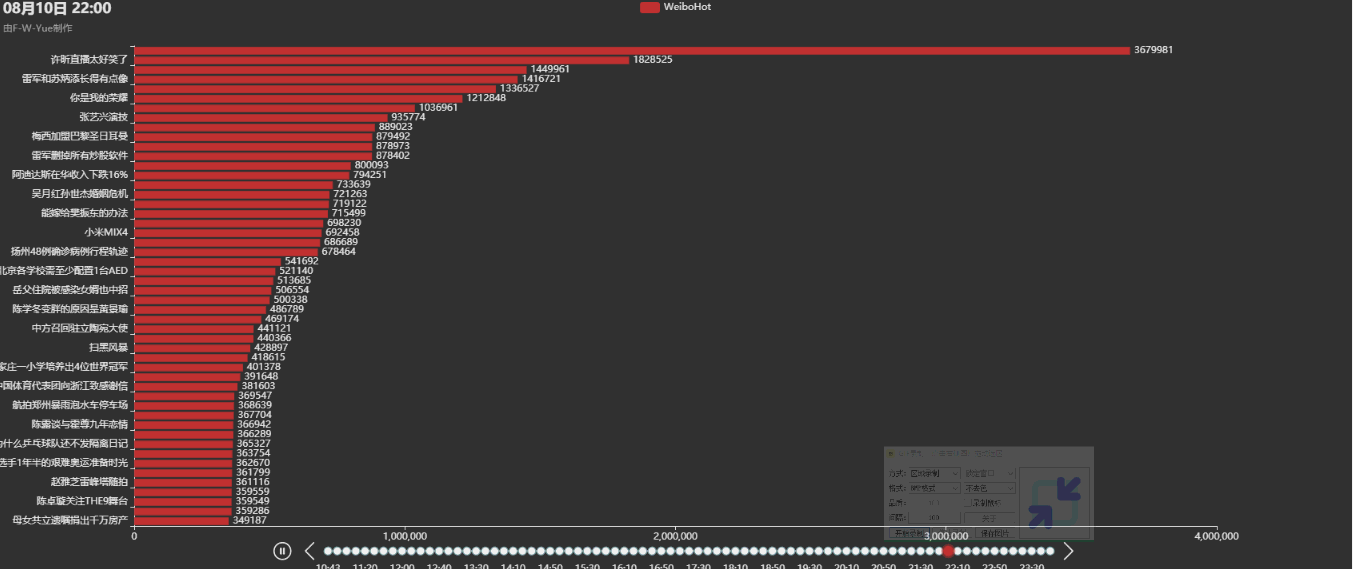 08月10日 22:00
WeiboHot
由F-W-Yue制作
3679981
许昕直播太好笑了
1828525
1449961
雷军和苏炳添长得有点像
1416721
1336527
你是我的荣耀
1212848
1036961
张艺兴演技
935774
889023
梅西加盟巴黎圣日耳曼
879492
878973
雷军删掉所有炒股软件
878402
800093
阿迪达斯在华收入下跌16%
794251
733639
吴月红孙世杰婚姻危机
721263
719122
能嫁给樊振东的办法
715499
698230
小米MIX4
692458
686689
扬州48例确诊病例行程轨迹
678464
541692
北京各学校需至少配置1台AED
521140
513685
岳父住院被感染女婿也中招
506554
500338
陈学冬变胖的原因是黄景瑜
486789
469174
中方召回驻立陶宛大使
441121
440366
扫黑风暴
428897
418615
家庄一小学培养出4位世界冠军
401378
391648
中国体育代表团向浙江致感谢信
381603
369547
航拍郑州暴雨泡水车停车场
368639
367704
陈露谈与霍尊九年恋情
366942
366289
为什么乒乓球队还不发隔离日记
365327
363754
选手1年半的艰难奥运准备时光
362670
361799
赵雅芝雷峰塔随拍
361116
359559
陈卓璇关注THE9舞台
359549
359286
母女共立遗嘱捐出千万房产
349187
0 1,000,000 2,000,000 3,000,000 4,000,000
10:43 11:20 12:00 12:40 13:30 14:10 14:50 15:30 16:10 16:50 17:30 18:10 18:50 19:30 20:10 20:50 21:30 22:10 22:50 23:30